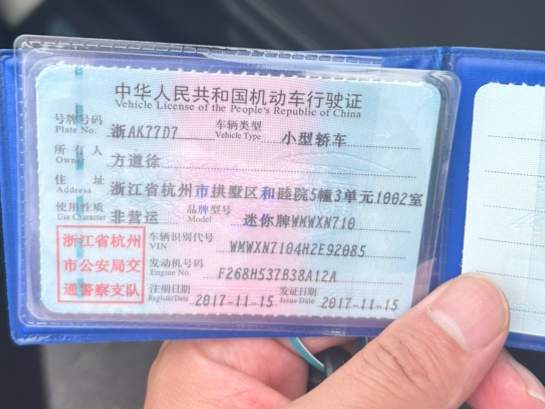 中华人民共和国机动车行驶证
Vehicle License of the People's Republic of China
号牌号码 浙AK77D7 车辆类型 小型轿车
Plate No. Vehicle Type
所有人 方道徐
Owner
住址 浙江省杭州市拱墅区和睦院5幢3单元1002室
Address
使用性质 非营运 品牌型号 迷你牌WMWXN710
Use Character Model
浙江省杭州
市公安局交
通警察支队
车辆识别代号 WMWXN7104H2E92085
VIN
发动机号码 F268H537B38A12A
Engine No.
注册日期 2017-11-15 发证日期 2017-11-15
Register Date Issue Date